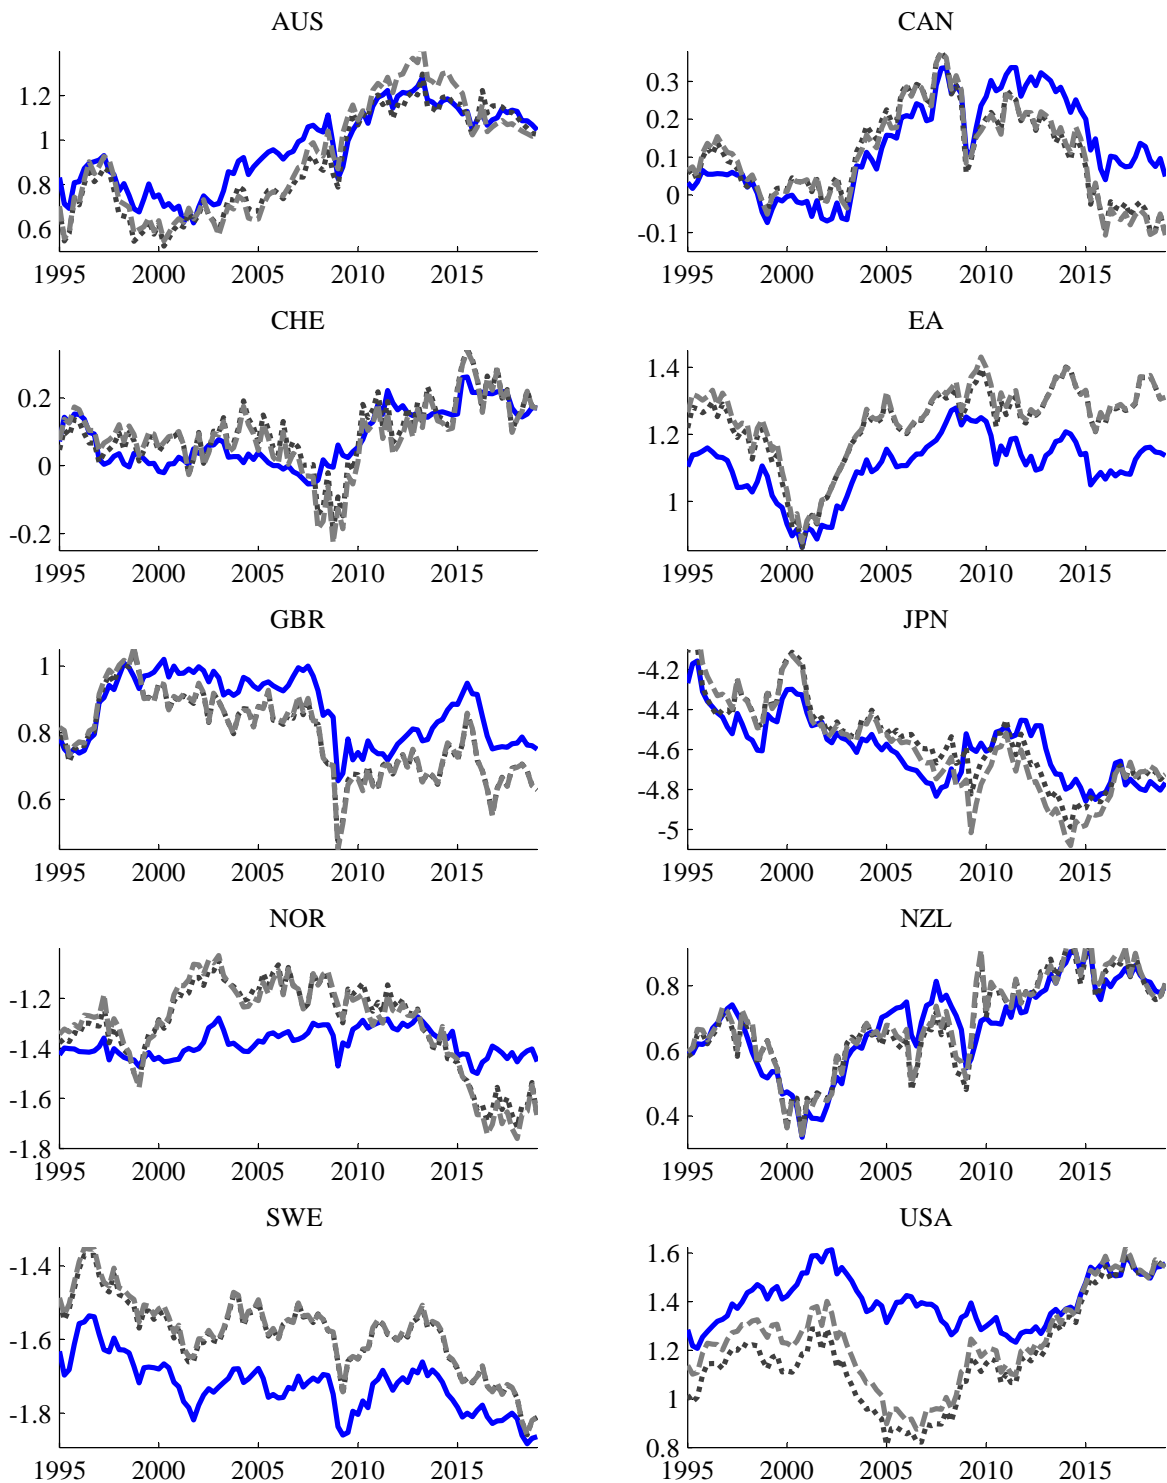 AUS CAN
1.2 0.3
1 0.2
0.8 0.1
0.6 0
-0.1
1995 2000 2005 2010 2015 1995 2000 2005 2010 2015
CHE EA
0.2 1.4
0 1.2
-0.2 1
1995 2000 2005 2010 2015 1995 2000 2005 2010 2015
GBR JPN
1 -4.2
0.8 -4.4
0.6 -4.6
-4.8
-5
1995 2000 2005 2010 2015 1995 2000 2005 2010 2015
NOR NZL
-1.2 0.8
-1.4 0.6
-1.6 0.4
-1.8
1995 2000 2005 2010 2015 1995 2000 2005 2010 2015
SWE USA
-1.4 1.6
-1.6 1.4
-1.8 1.2
1
0.8
1995 2000 2005 2010 2015 1995 2000 2005 2010 2015